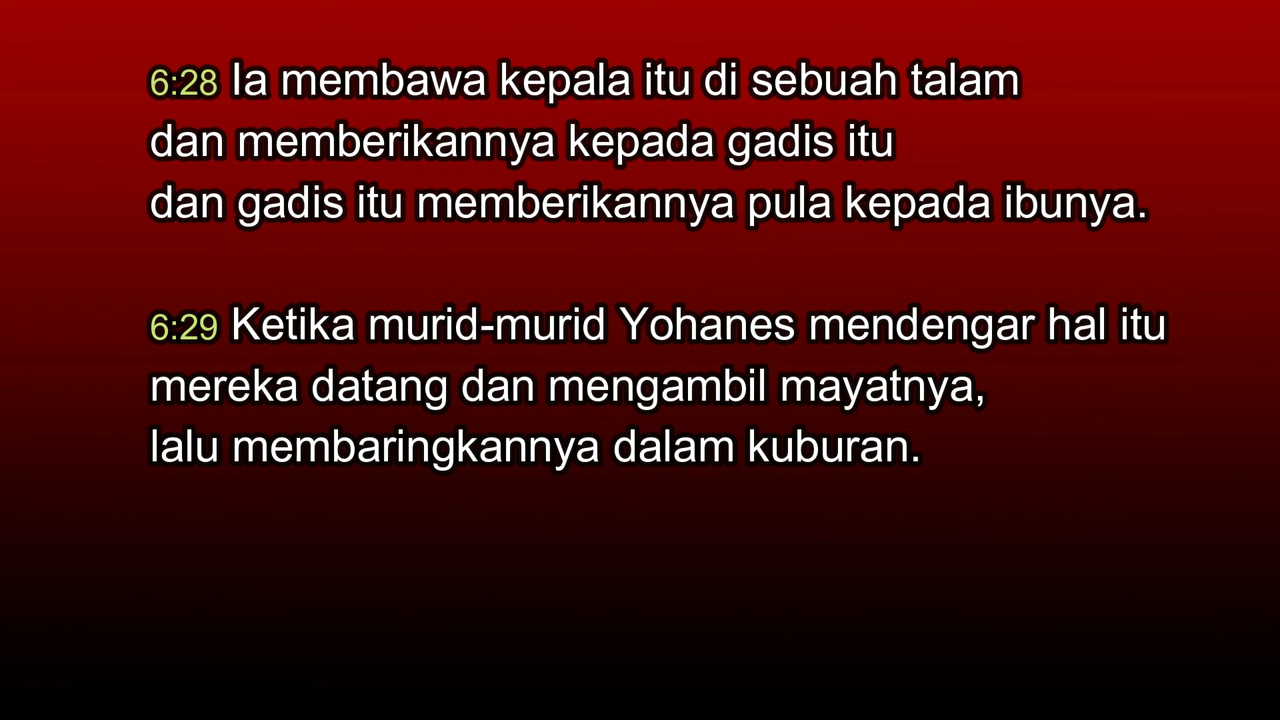 6:28 Ia membawa kepala itu di sebuah talam
dan memberikannya kepada gadis itu
dan gadis itu memberikannya pula kepada ibunya.
6:29 Ketika murid-murid Yohanes mendengar hal itu
mereka datang dan mengambil mayatnya,
lalu membaringkannya dalam kuburan.